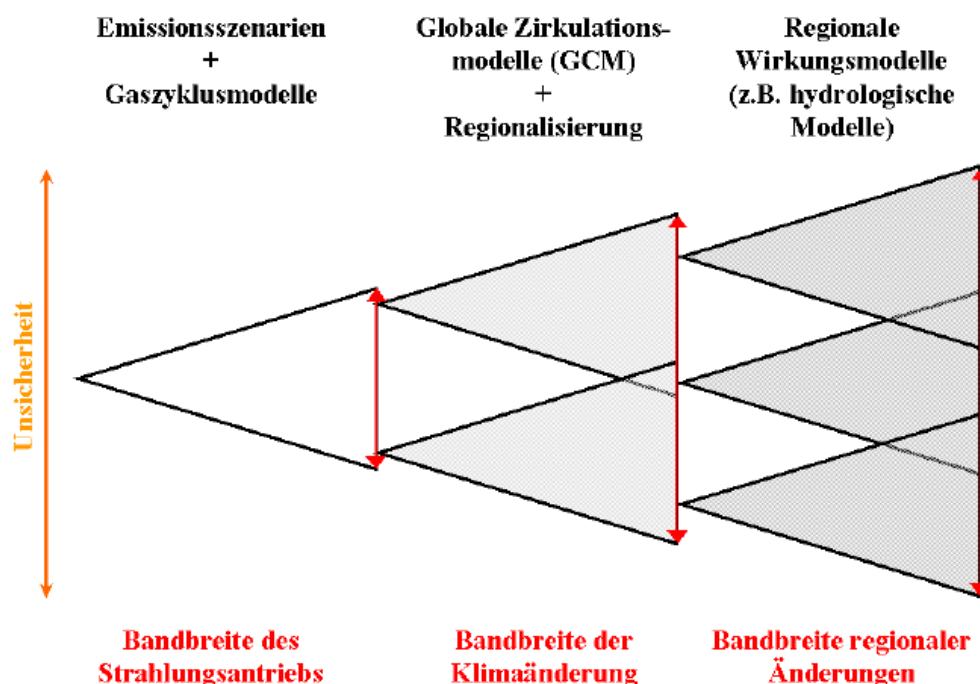 Emissionsszenarien
+
Gaszyklusmodelle
Globale Zirkulations-
modelle (GCM)
+
Regionalisierung
Regionale
Wirkungsmodelle
(z.B. hydrologische
Modelle)
Unsicherheit
Bandbreite des
Strahlungsantriebs
Bandbreite der
Klimaänderung
Bandbreite regionaler
Änderungen